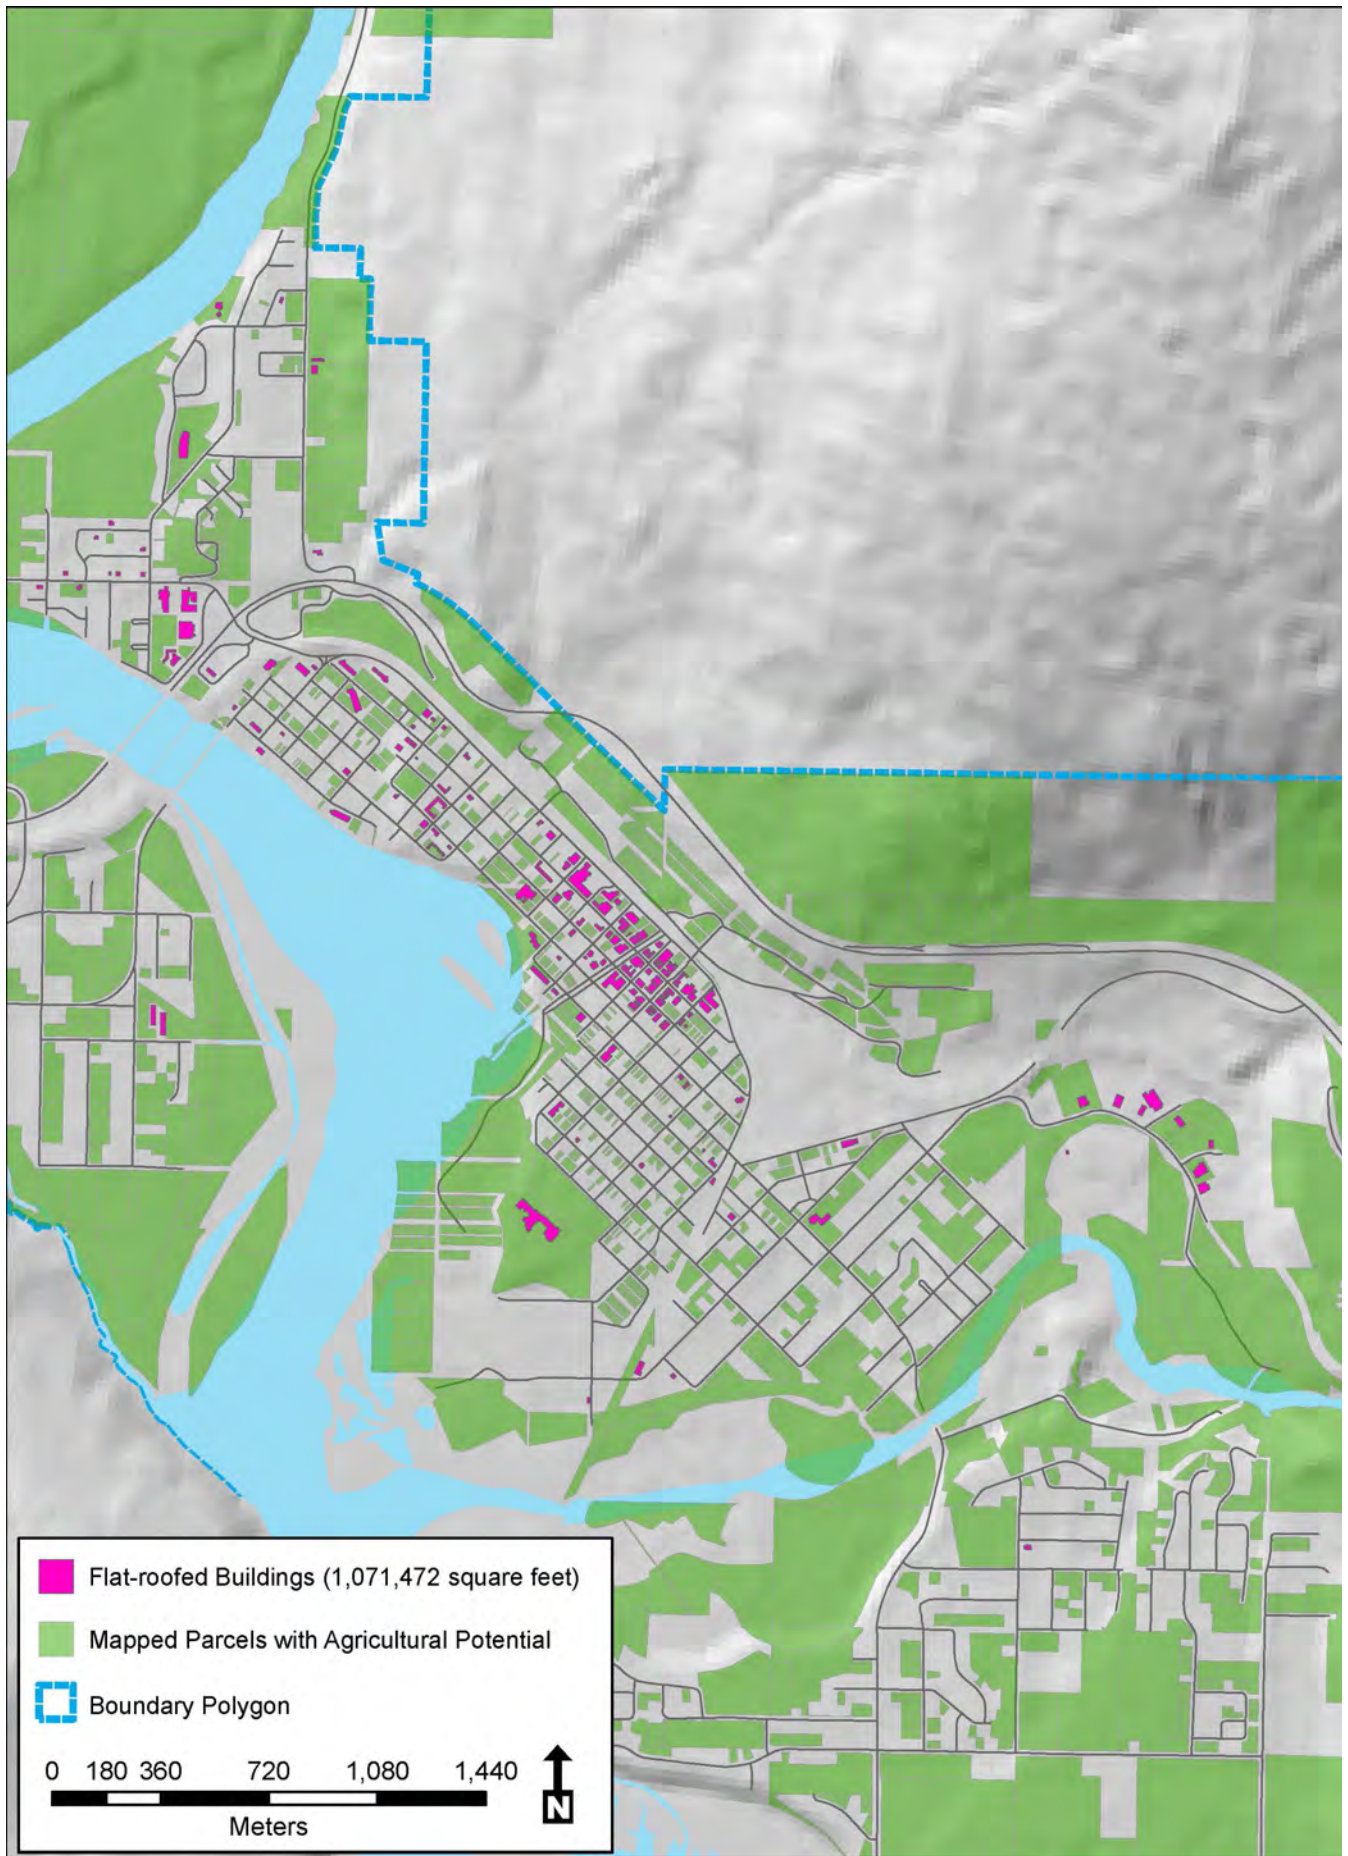 Flat-roofed Buildings (1,071,472 square feet)
Mapped Parcels with Agricultural Potential
Boundary Polygon
0 180 360 720 1,080 1,440
Meters
N